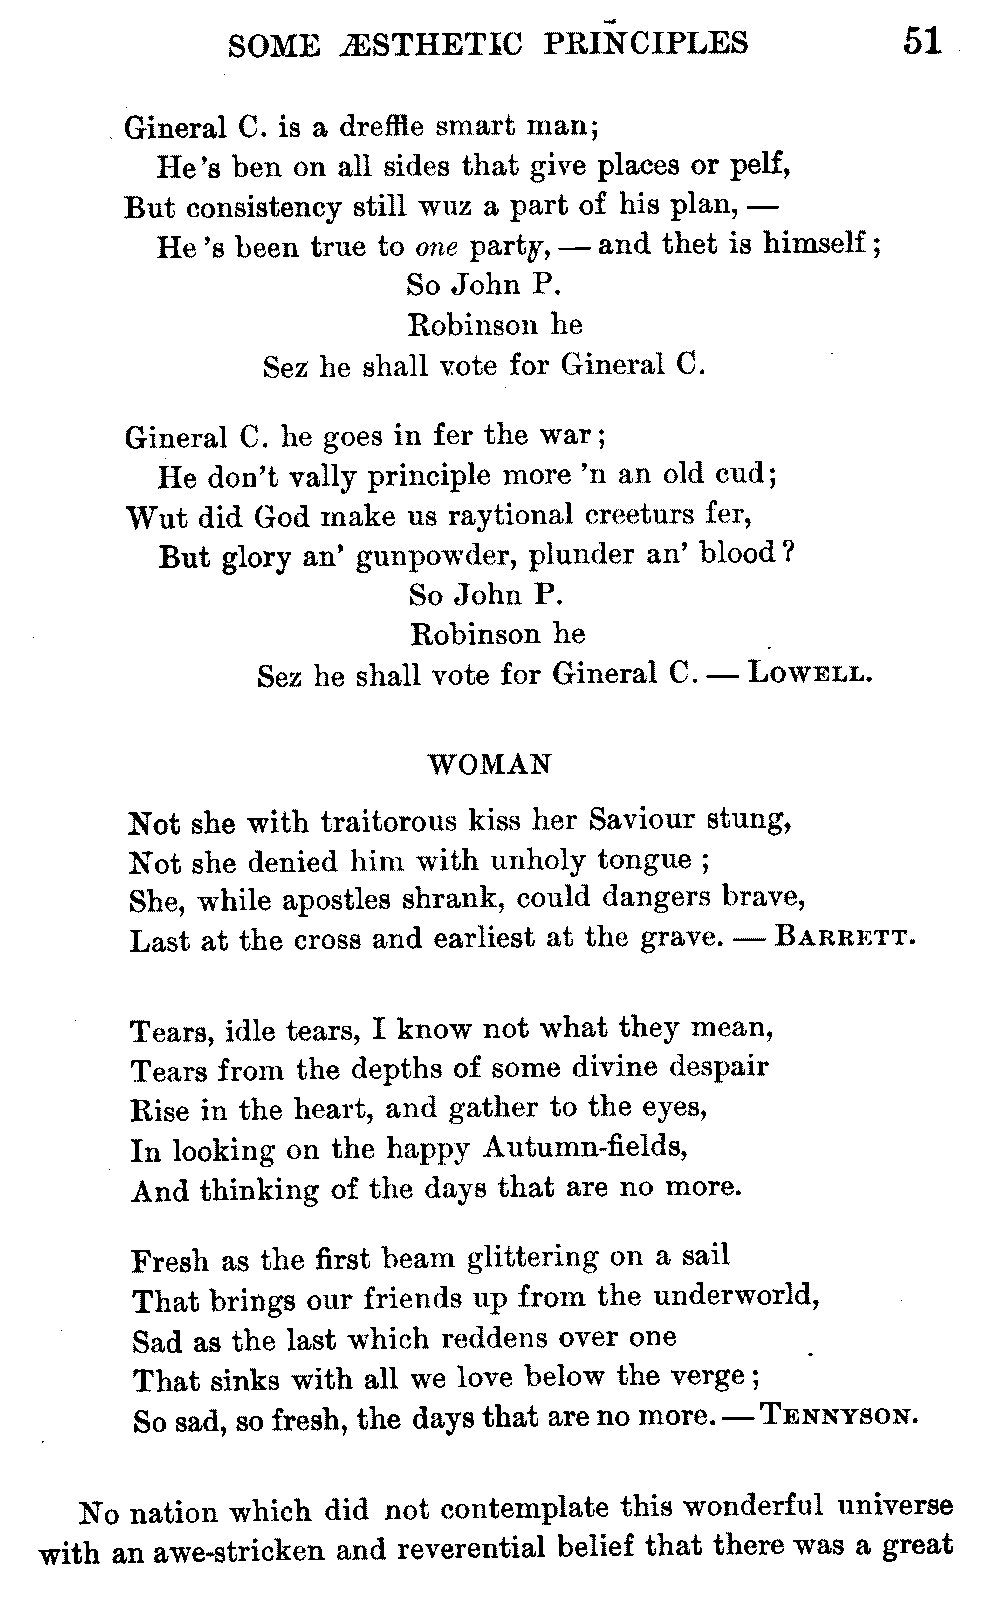 SOME ÆSTHETIC PRINCIPLES 51
Gineral C. is a dreffle smart man;
He's ben on all sides that give places or pelf,
But consistency still wuz a part of his plan, —
He 's been true to one party, — and thet is himself;
So John P.
Robinson he
Sez he shall vote for Gineral C.
Gineral C. he goes in fer the war;
He don't vally principle more 'n an old cud;
Wut did God make us raytional creeturs fer,
But glory an' gunpowder, plunder an' blood?
So John P.
Robinson he
Sez he shall vote for Gineral C. — LOWELL.
WOMAN
Not she with traitorous kiss her Saviour stung,
Not she denied him with unholy tongue;
She, while apostles shrank, could dangers brave,
Last at the cross and earliest at the grave. — BARRETT.
Tears, idle tears, I know not what they mean,
Tears from the depths of some divine despair
Rise in the heart, and gather to the eyes,
In looking on the happy Autumn-fields,
And thinking of the days that are no more.
Fresh as the first beam glittering on a sail
That brings our friends up from the underworld,
Sad as the last which reddens over one
That sinks with all we love below the verge;
So sad, so fresh, the days that are no more. — TENNYSON.
No nation which did not contemplate this wonderful universe
with an awe-stricken and reverential belief that there was a great